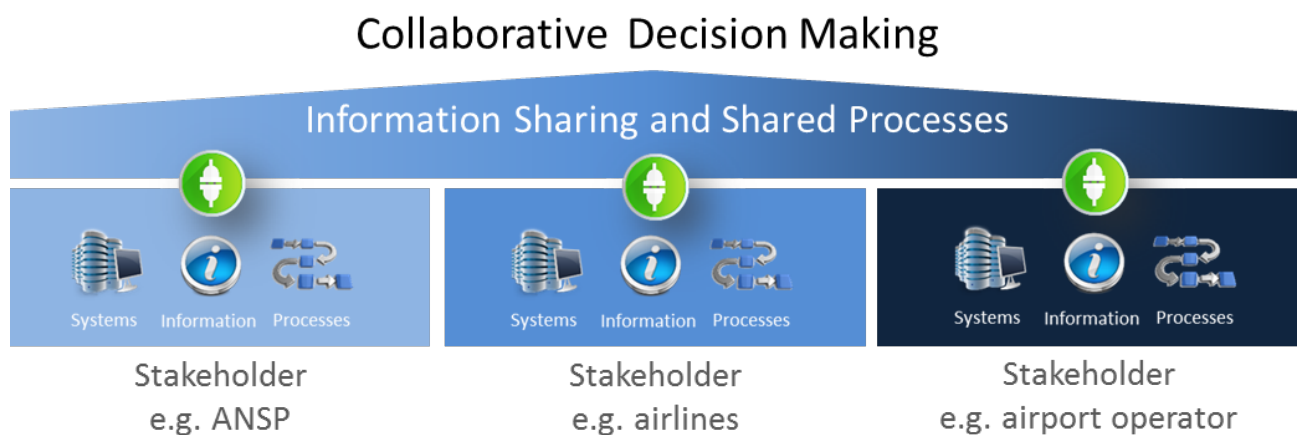 Collaborative Decision Making
Information Sharing and Shared Processes
Systems Information Processes
Systems Information Processes
Systems Information Processes
Stakeholder
e.g. ANSP
Stakeholder
e.g. airlines
Stakeholder
e.g. airport operator